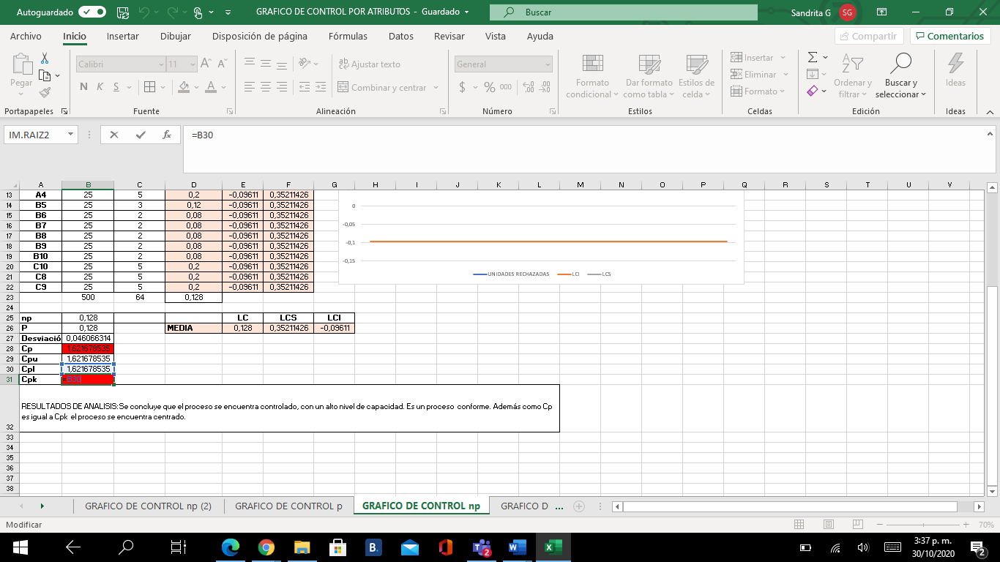 Autoguardado
GRAFICO DE CONTROL POR ATRIBUTOS - Guardado
Buscar
Sandrita G
SG
Archivo Inicio Insertar Dibujar Disposición de página Fórmulas Datos Revisar Vista Ayuda
Compartir Comentarios
Pegar
Calibri 11
N K S A A A
ab Ajustar texto
Combinar y centrar
General
$ % 000
Formato condicional
Dar formato como tabla
Estilos de celda
Insertar
Eliminar
Formato
Ordenar y filtrar
Buscar y seleccionar
Ideas
Portapapeles Fuente Alineación Número Estilos Celdas Edición Ideas
IM.RAIZ2 fx =B30
A B C D E F G H I J K L M N O P Q R S T U V
13 A4 25 5 0,2 -0,09611 0,35211426
14 B5 25 3 0,12 -0,09611 0,35211426
15 B6 25 2 0,08 -0,09611 0,35211426
16 B7 25 2 0,08 -0,09611 0,35211426
17 B8 25 2 0,08 -0,09611 0,35211426
18 B9 25 2 0,08 -0,09611 0,35211426
19 B10 25 2 0,08 -0,09611 0,35211426
20 C10 25 5 0,2 -0,09611 0,35211426
21 C8 25 5 0,2 -0,09611 0,35211426
22 C9 25 5 0,2 -0,09611 0,35211426
23 500 64 0,128
0
-0,05
-0,1
-0,15
UNIDADES RECHAZADAS LCI LCS
24
25 np 0,128 LC LCS LCI
26 P 0,128 MEDIA 0,128 0,35211426 -0,09611
27 Desviació 0,046066314
28 Cp 1,621678535
29 Cpu 1,621678535
30 Cpl 1,621678535
31 Cpk =B30
RESULTADOS DE ANALISIS:Se concluye que el proceso se encuentra controlado, con un alto nivel de capacidad. Es un proceso conforme. Además como Cp
es igual a Cpk el proceso se encuentra centrado.
32
33
34
35
36
37
38
GRAFICO DE CONTROL np (2) GRAFICO DE CONTROL p GRAFICO DE CONTROL np GRAFICO D ...
Modificar
70%
B.
2
3:37 p. m.
30/10/2020
2